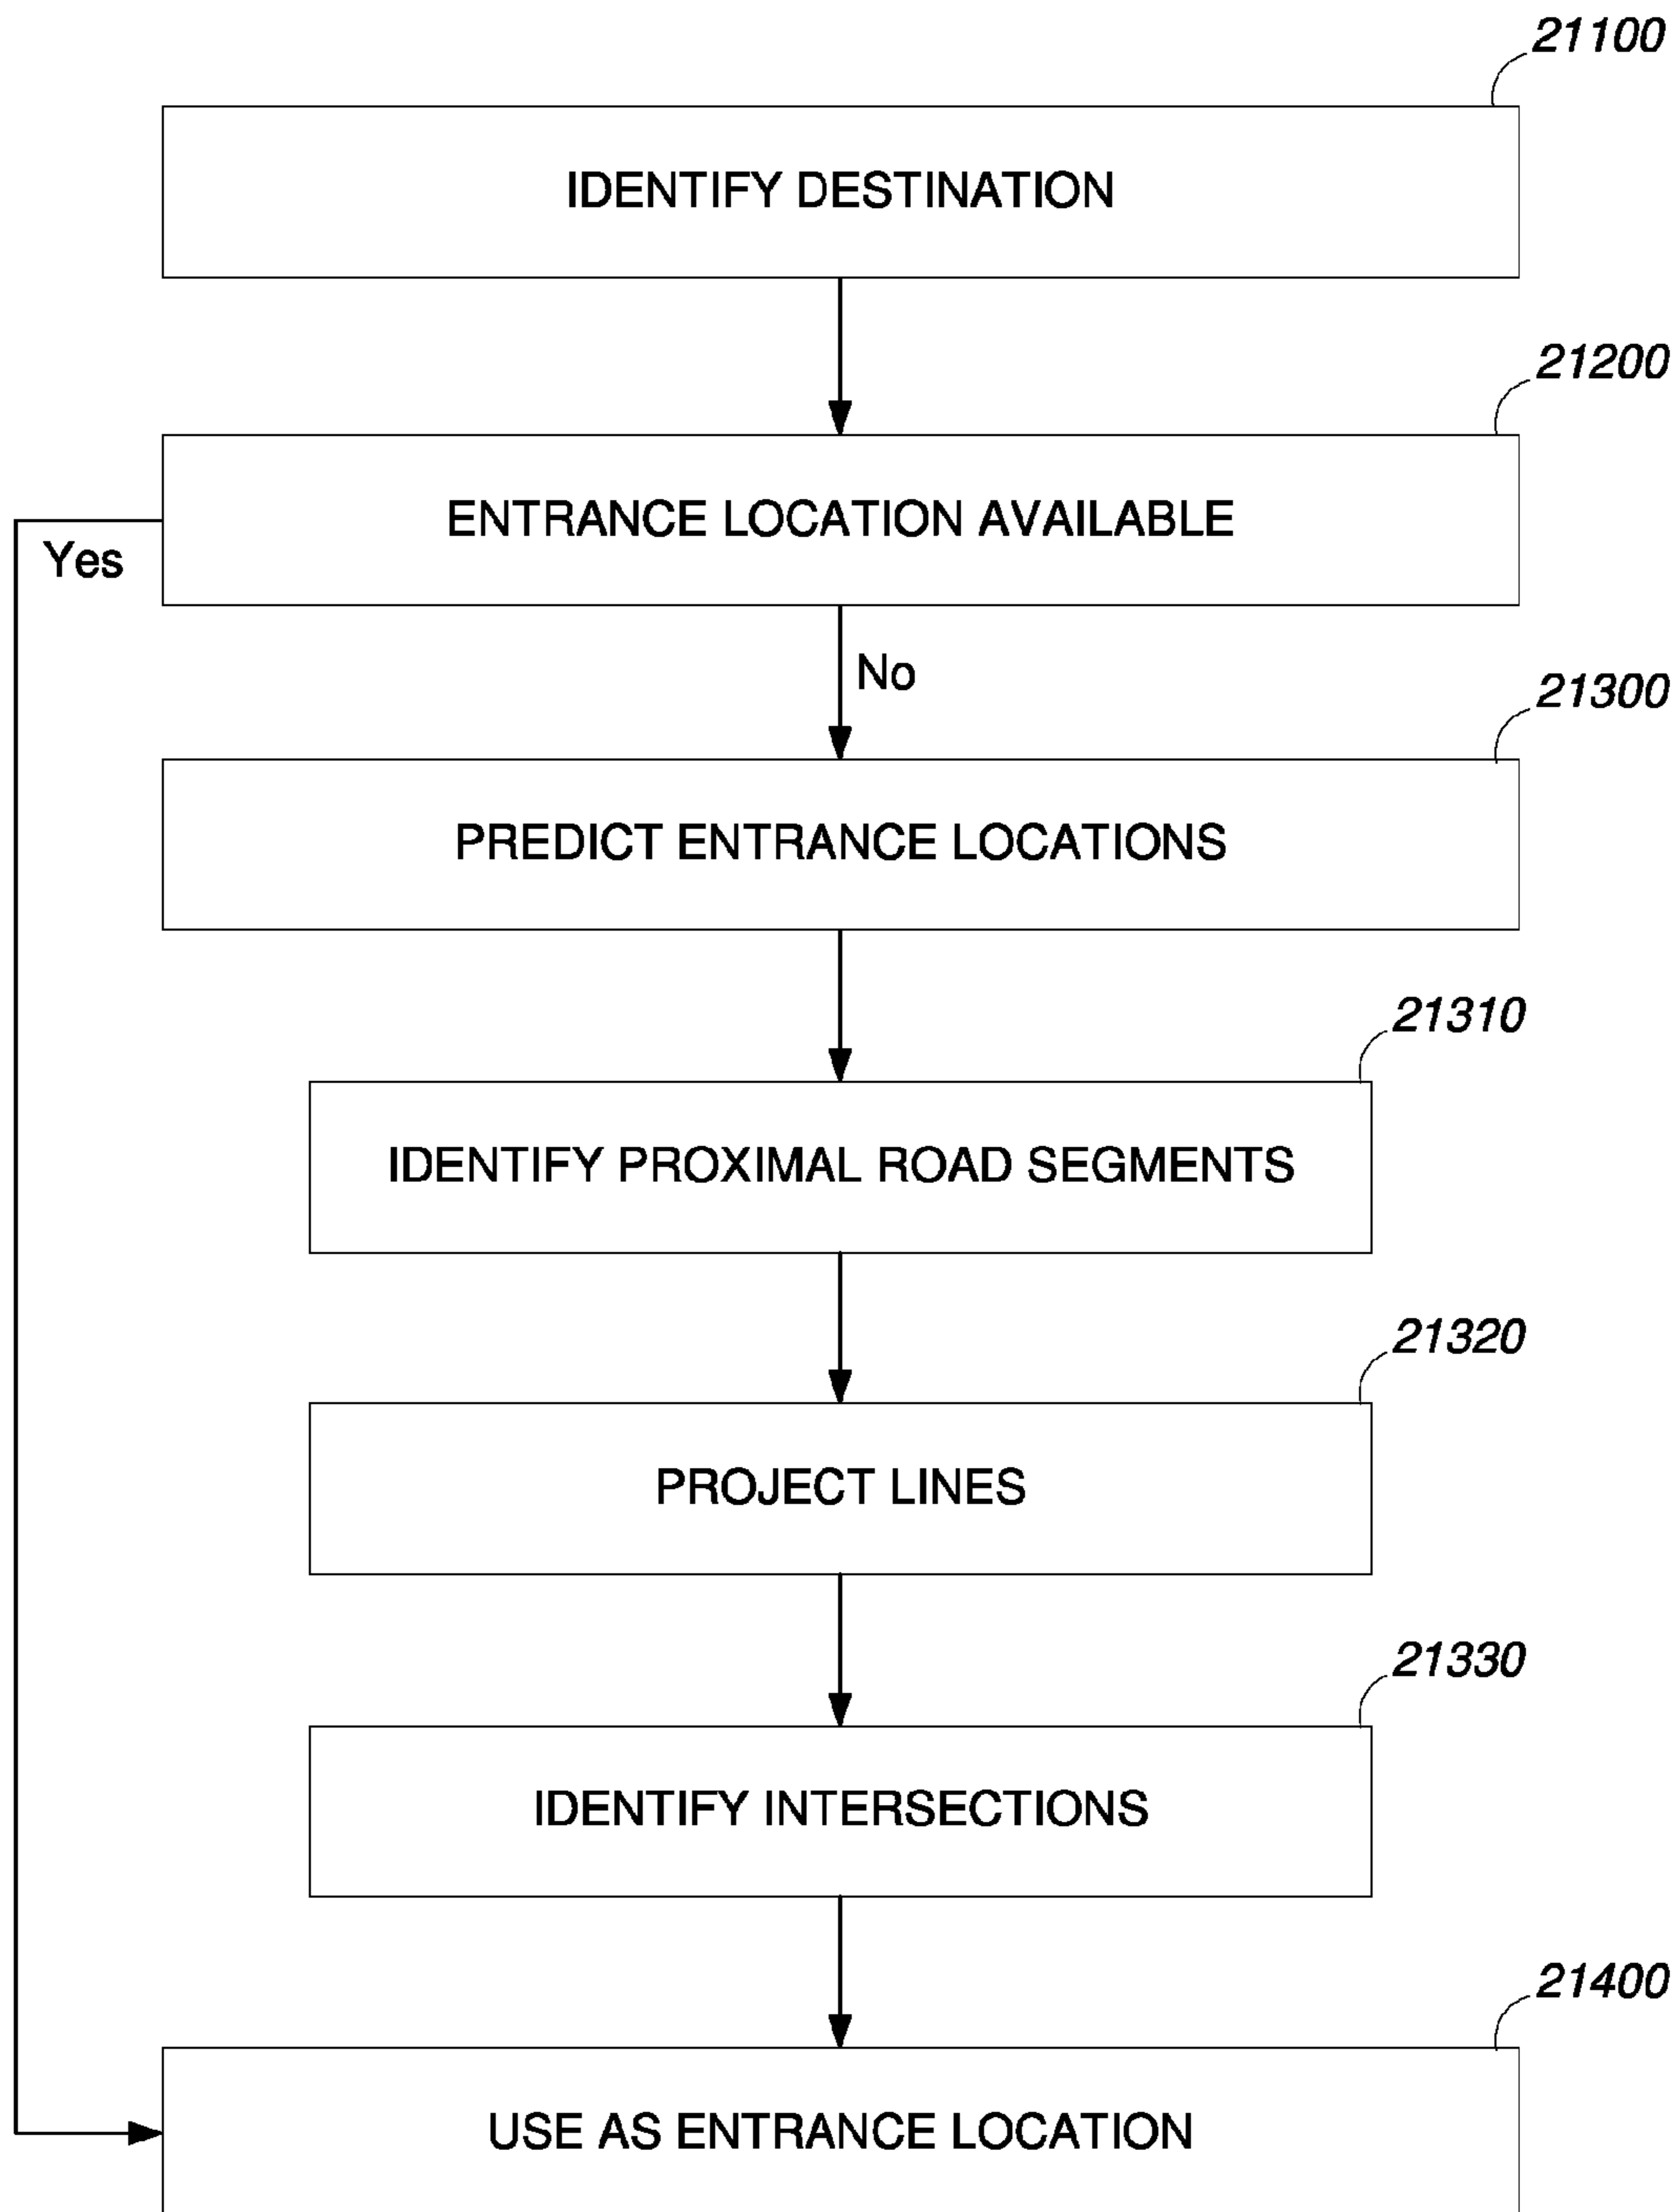 21100
IDENTIFY DESTINATION
21200
ENTRANCE LOCATION AVAILABLE
Yes
No
21300
PREDICT ENTRANCE LOCATIONS
21310
IDENTIFY PROXIMAL ROAD SEGMENTS
21320
PROJECT LINES
21330
IDENTIFY INTERSECTIONS
21400
USE AS ENTRANCE LOCATION